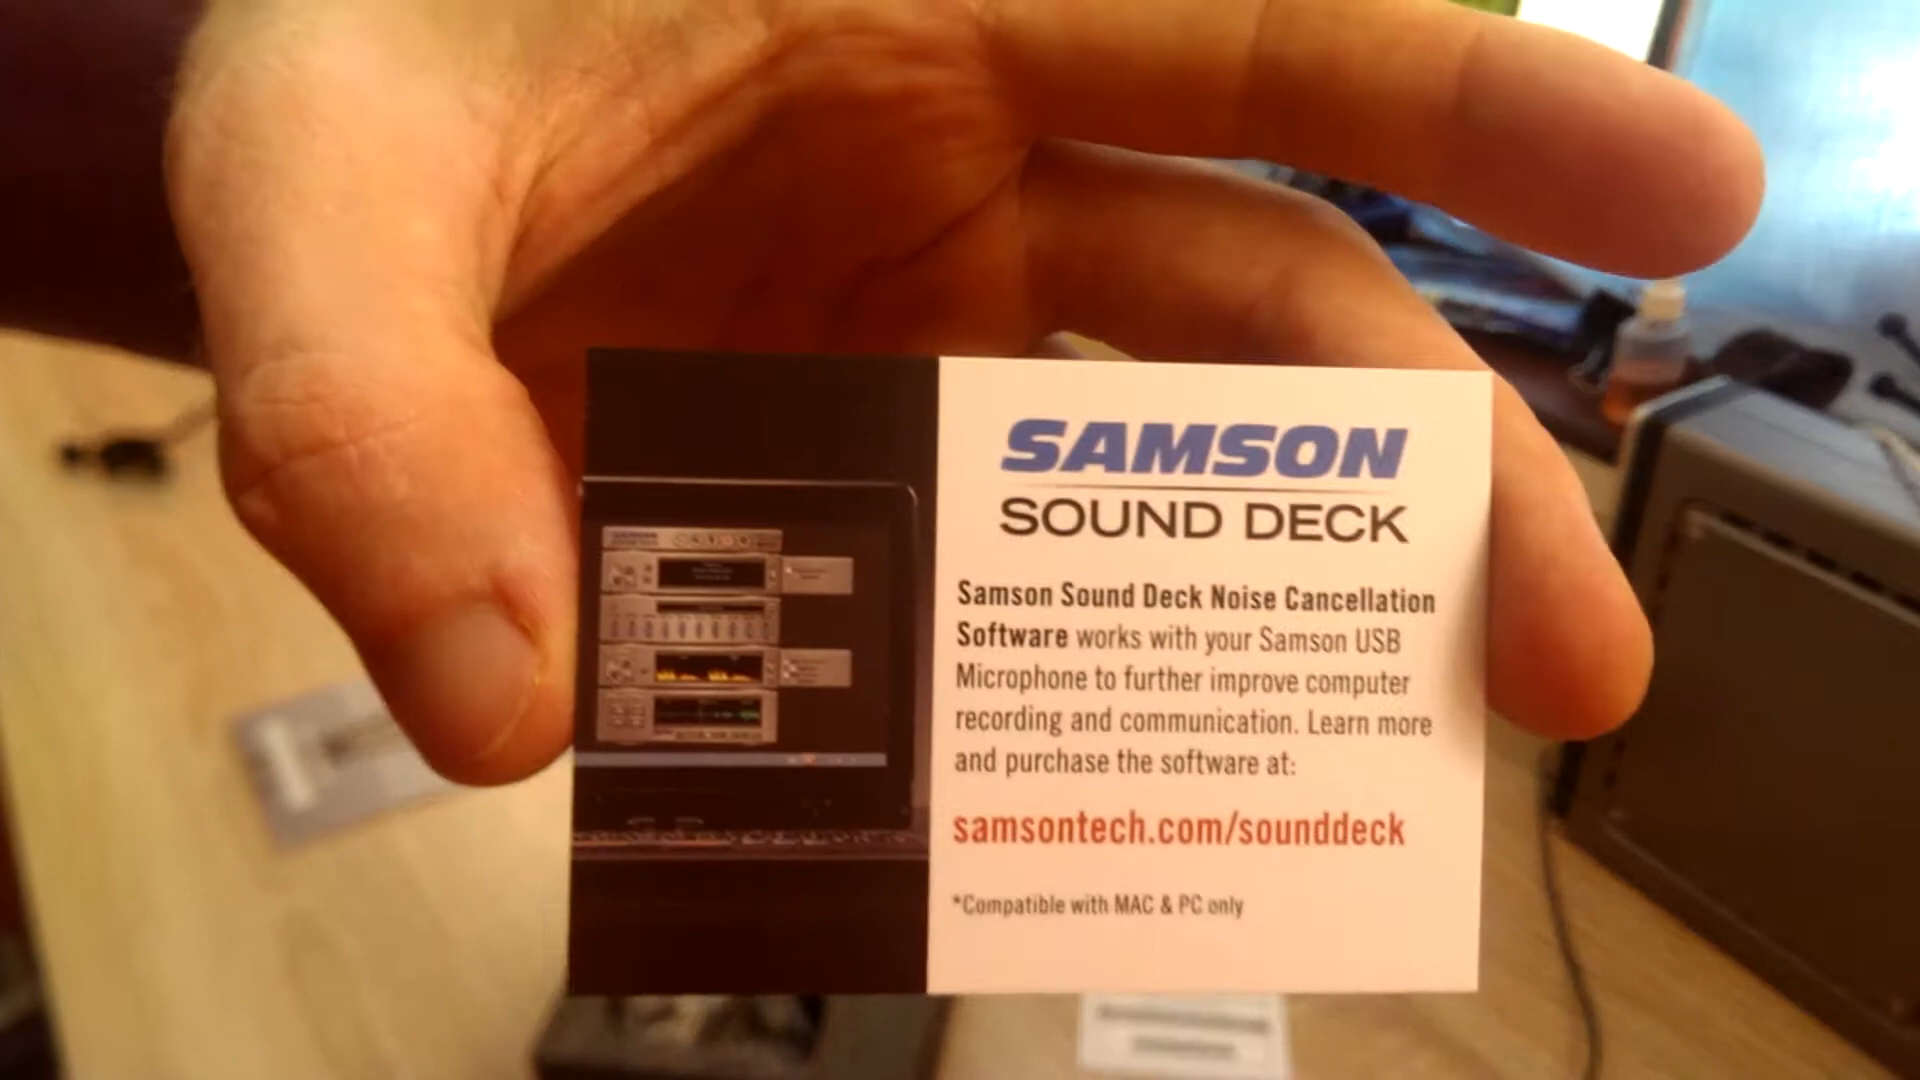 SAMSON
SOUND DECK
Samson Sound Deck Noise Cancellation
Software works with your Samson USB
Microphone to further improve computer
recording and communication. Learn more
and purchase the software at:
samsontech.com/sounddeck
*Compatible with MAC & PC only